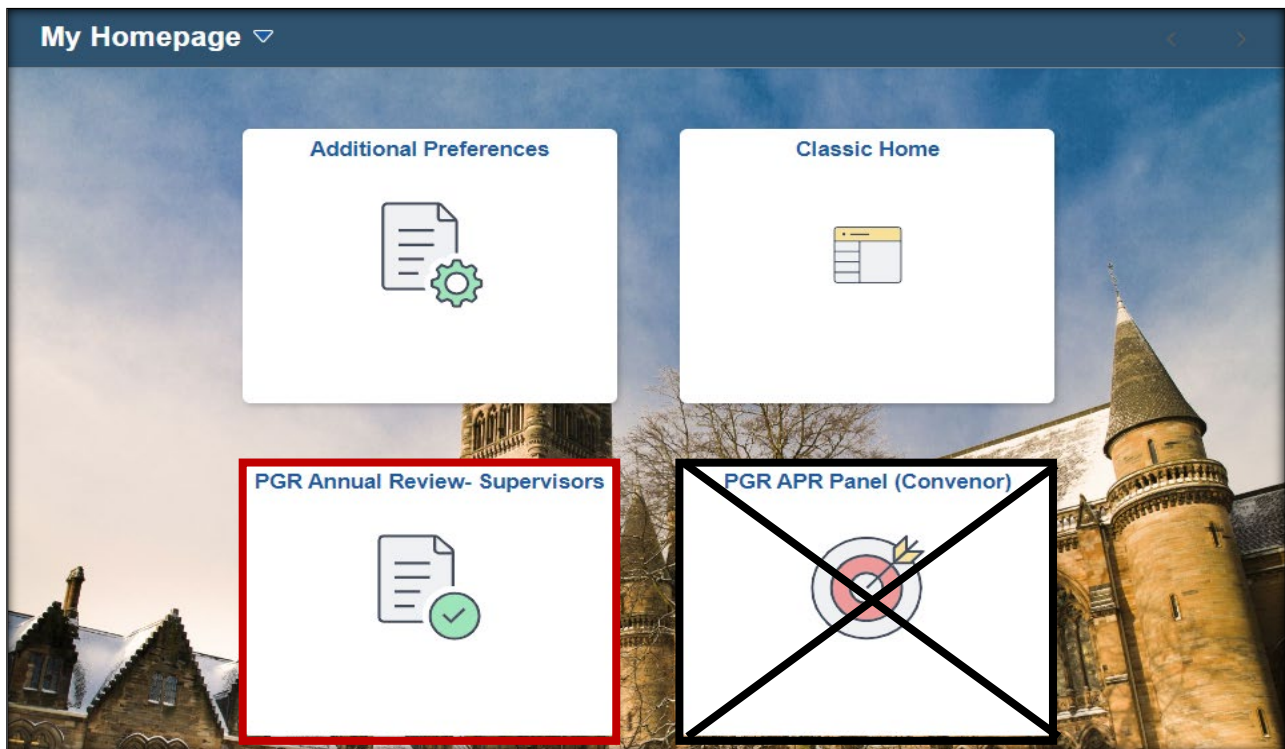 My Homepage
Additional Preferences
Classic Home
PGR Annual Review- Supervisors
PGR APR Panel (Convenor)